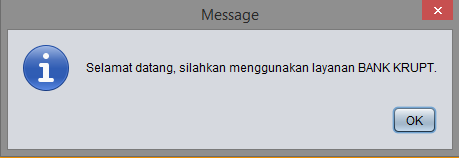 Message
Selamat datang, silahkan menggunakan layanan BANK KRUPT.
OK